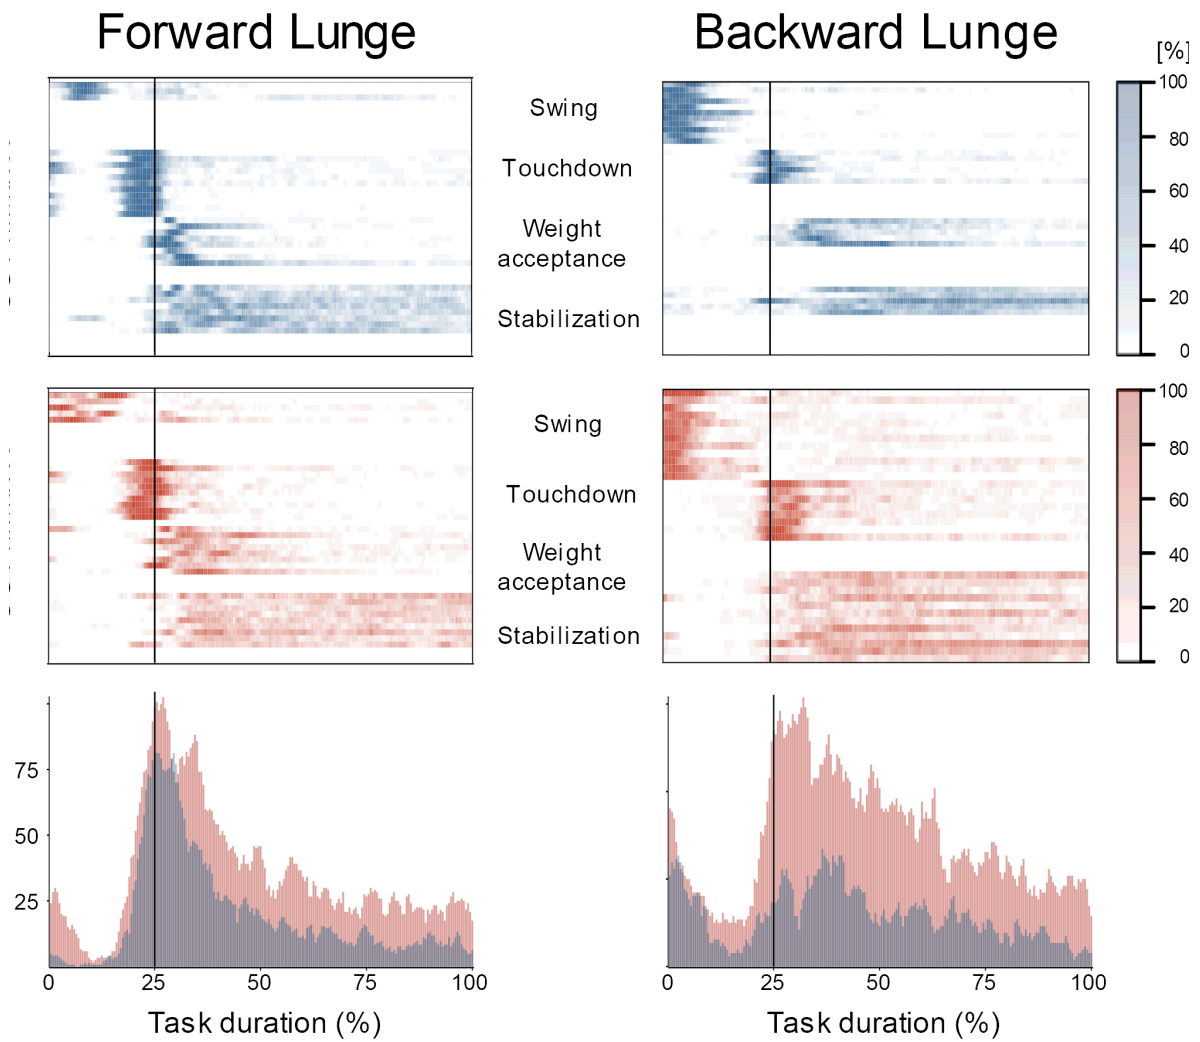 Forward Lunge
Backward Lunge
[%]
Swing
Touchdown
Weight
acceptance
Stabilization
100
80
60
40
20
0
Swing
Touchdown
Weight
acceptance
Stabilization
100
80
60
40
20
0
75
50
25
0
25
50
75
100
0
25
50
75
100
Task duration (%)
Task duration (%)